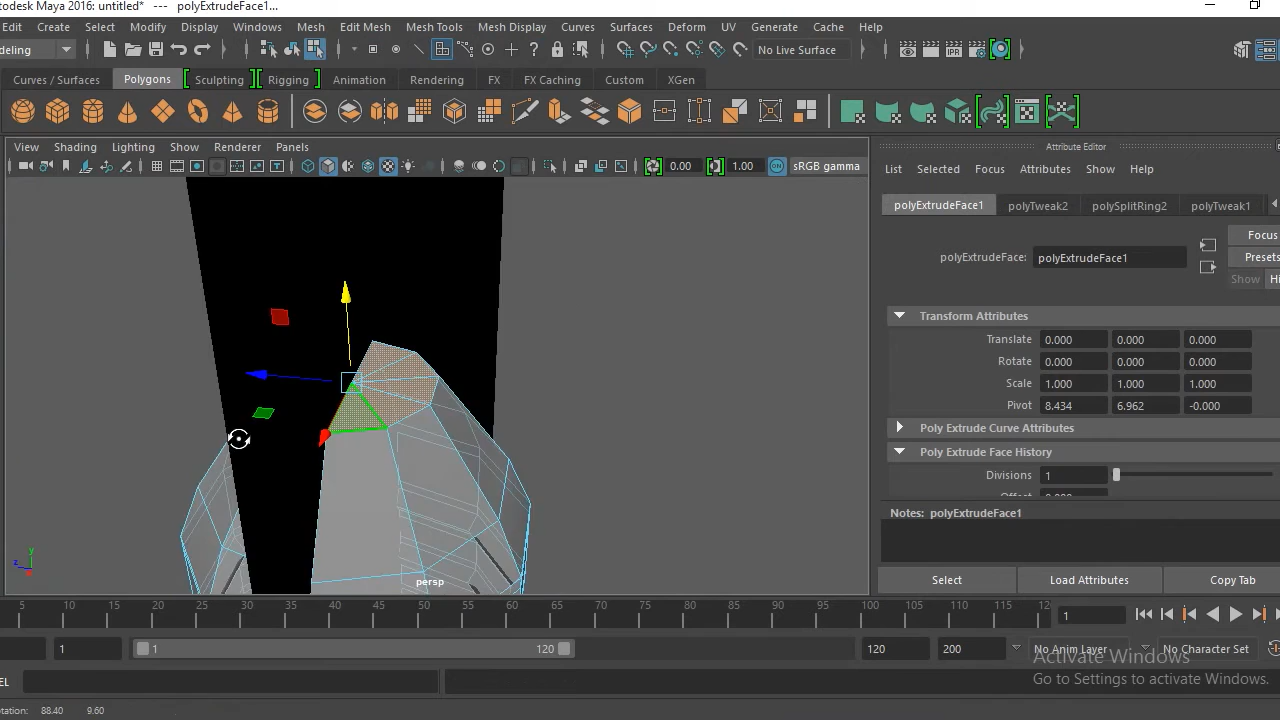 odesk Maya 2016: untitled*   ---   polyExtrudeFace1...
Edit Create Select Modify Display Windows Mesh Edit Mesh Mesh Tools Mesh Display Curves Surfaces Deform UV Generate Cache Help
deling No Live Surface
Curves / Surfaces Polygons Sculpting Rigging Animation Rendering FX FX Caching Custom XGen
View Shading Lighting Show Renderer Panels
Attribute Editor
0.00 1.00 sRGB gamma
List Selected Focus Attributes Show Help
polyExtrudeFace1 polyTweak2 polySplitRing2 polyTweak1
Focus
polyExtrudeFace: polyExtrudeFace1 Presets
Show Hi
Transform Attributes
Translate 0.000 0.000 0.000
Rotate 0.000 0.000 0.000
Scale 1.000 1.000 1.000
Pivot 8.434 6.962 -0.000
Poly Extrude Curve Attributes
Poly Extrude Face History
Divisions 1
Notes: polyExtrudeFace1
y
z
persp
Select Load Attributes Copy Tab
5 10 15 20 25 30 35 40 45 50 55 60 65 70 75 80 85 90 95 100 105 110 115 12
1
1 1 120 120 200 No Anim Layer No Character Set
Activate Windows
Go to Settings to activate Windows.
EL
tation: 88.40 9.60